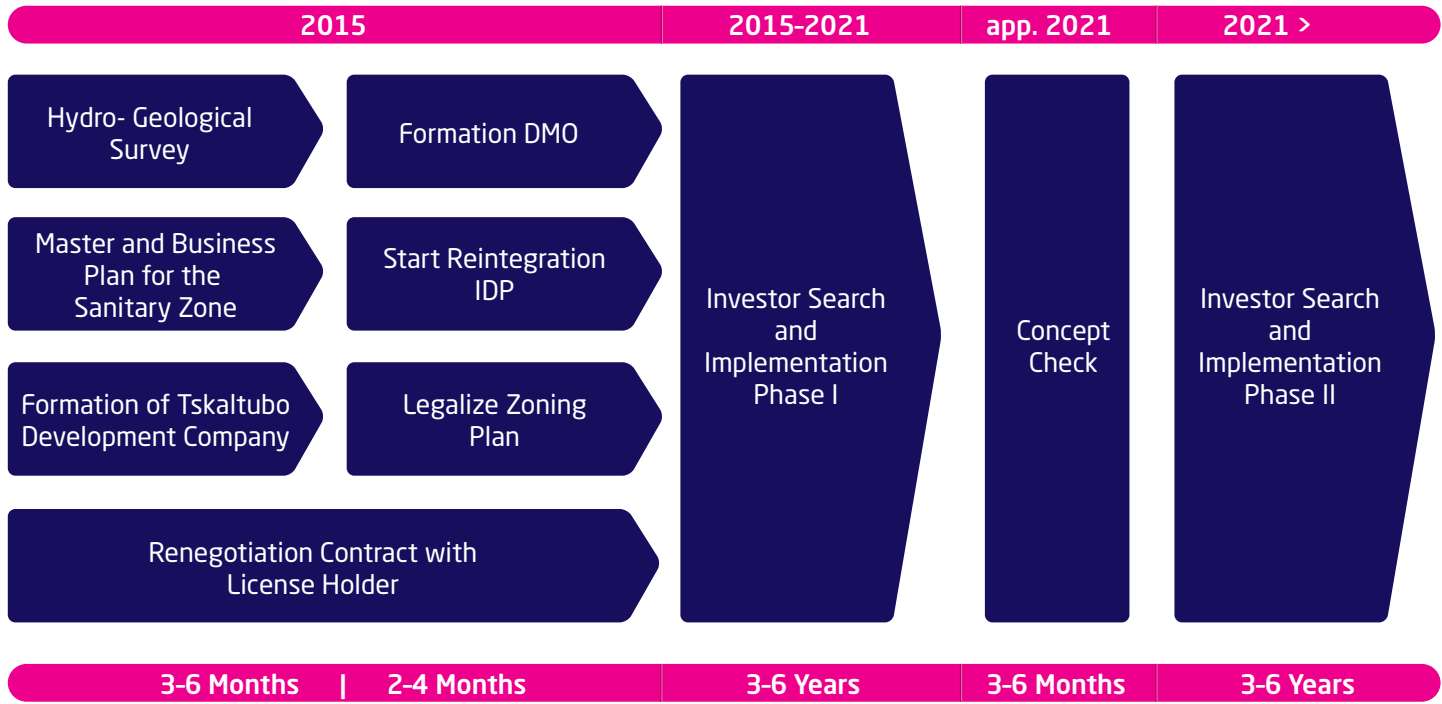 2015
2015–2021
app. 2021
2021 >
Hydro- Geological
Survey
Formation DMO
Master and Business
Plan for the
Sanitary Zone
Start Reintegration
IDP
Formation of Tskaltubo
Development Company
Legalize Zoning
Plan
Renegotiation Contract with
License Holder
Investor Search
and
Implementation
Phase I
Concept
Check
Investor Search
and
Implementation
Phase II
3–6 Months | 2–4 Months
3–6 Years
3–6 Months
3–6 Years